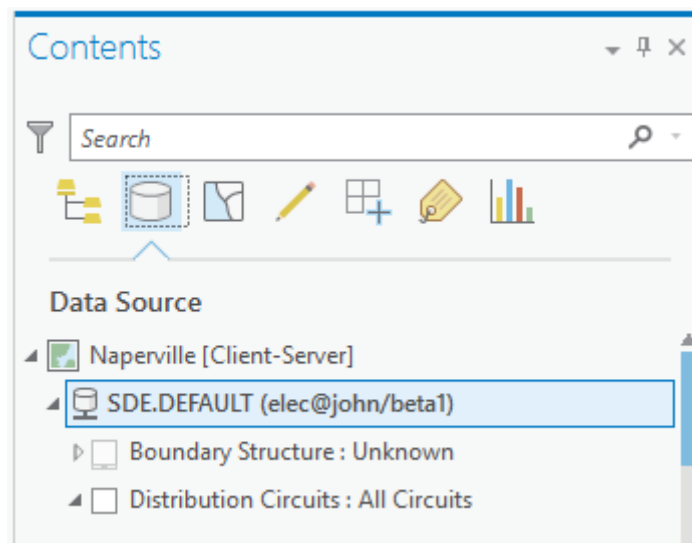 Contents
Search
Data Source
Naperville [Client-Server]
SDE.DEFAULT (elec@john/beta1)
Boundary Structure : Unknown
Distribution Circuits : All Circuits